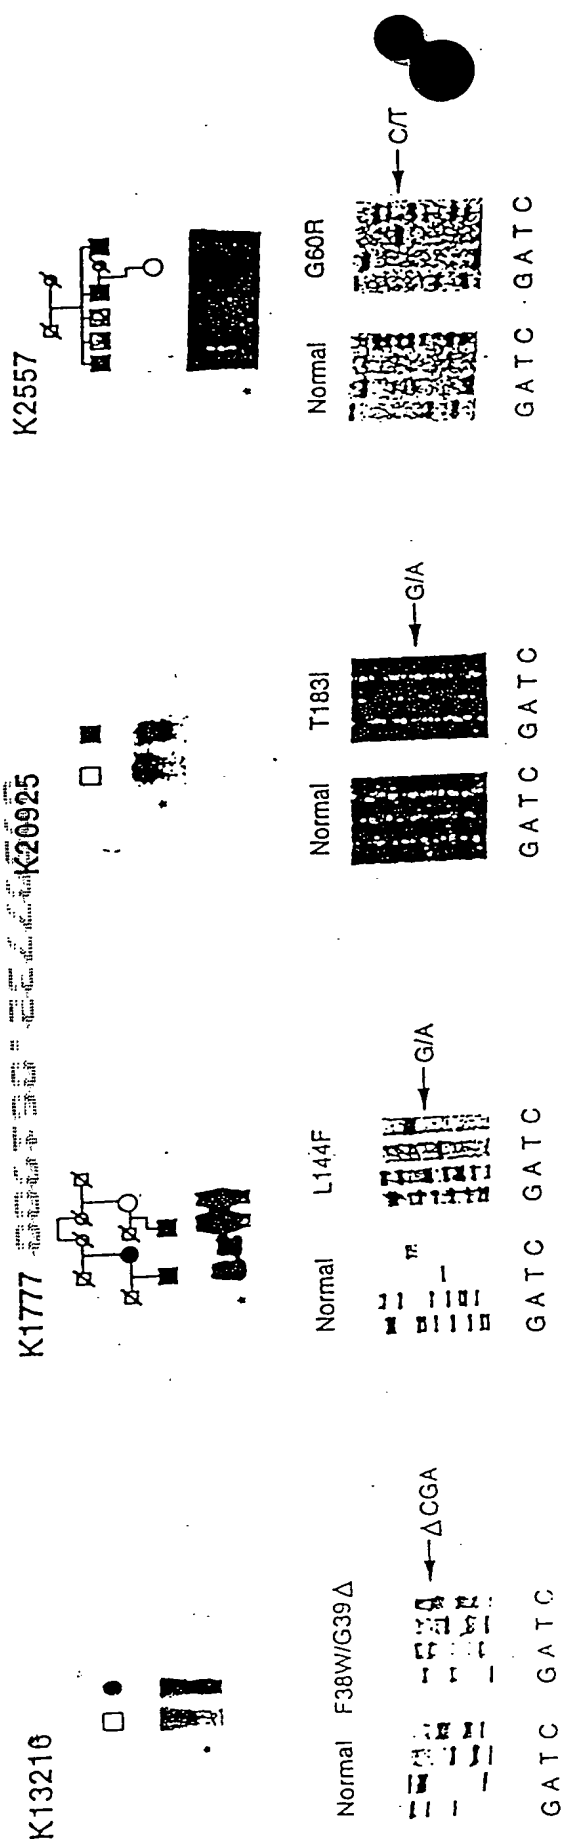 K13216
Normal F38W/G39Δ
ΔCGA
GATC GATC
K1777
*
Normal L144F
G/A
GATC GATC
K20925
*
Normal T183I
G/A
GATC GATC
K2557
*
Normal G60R
C/T
GATC GATC